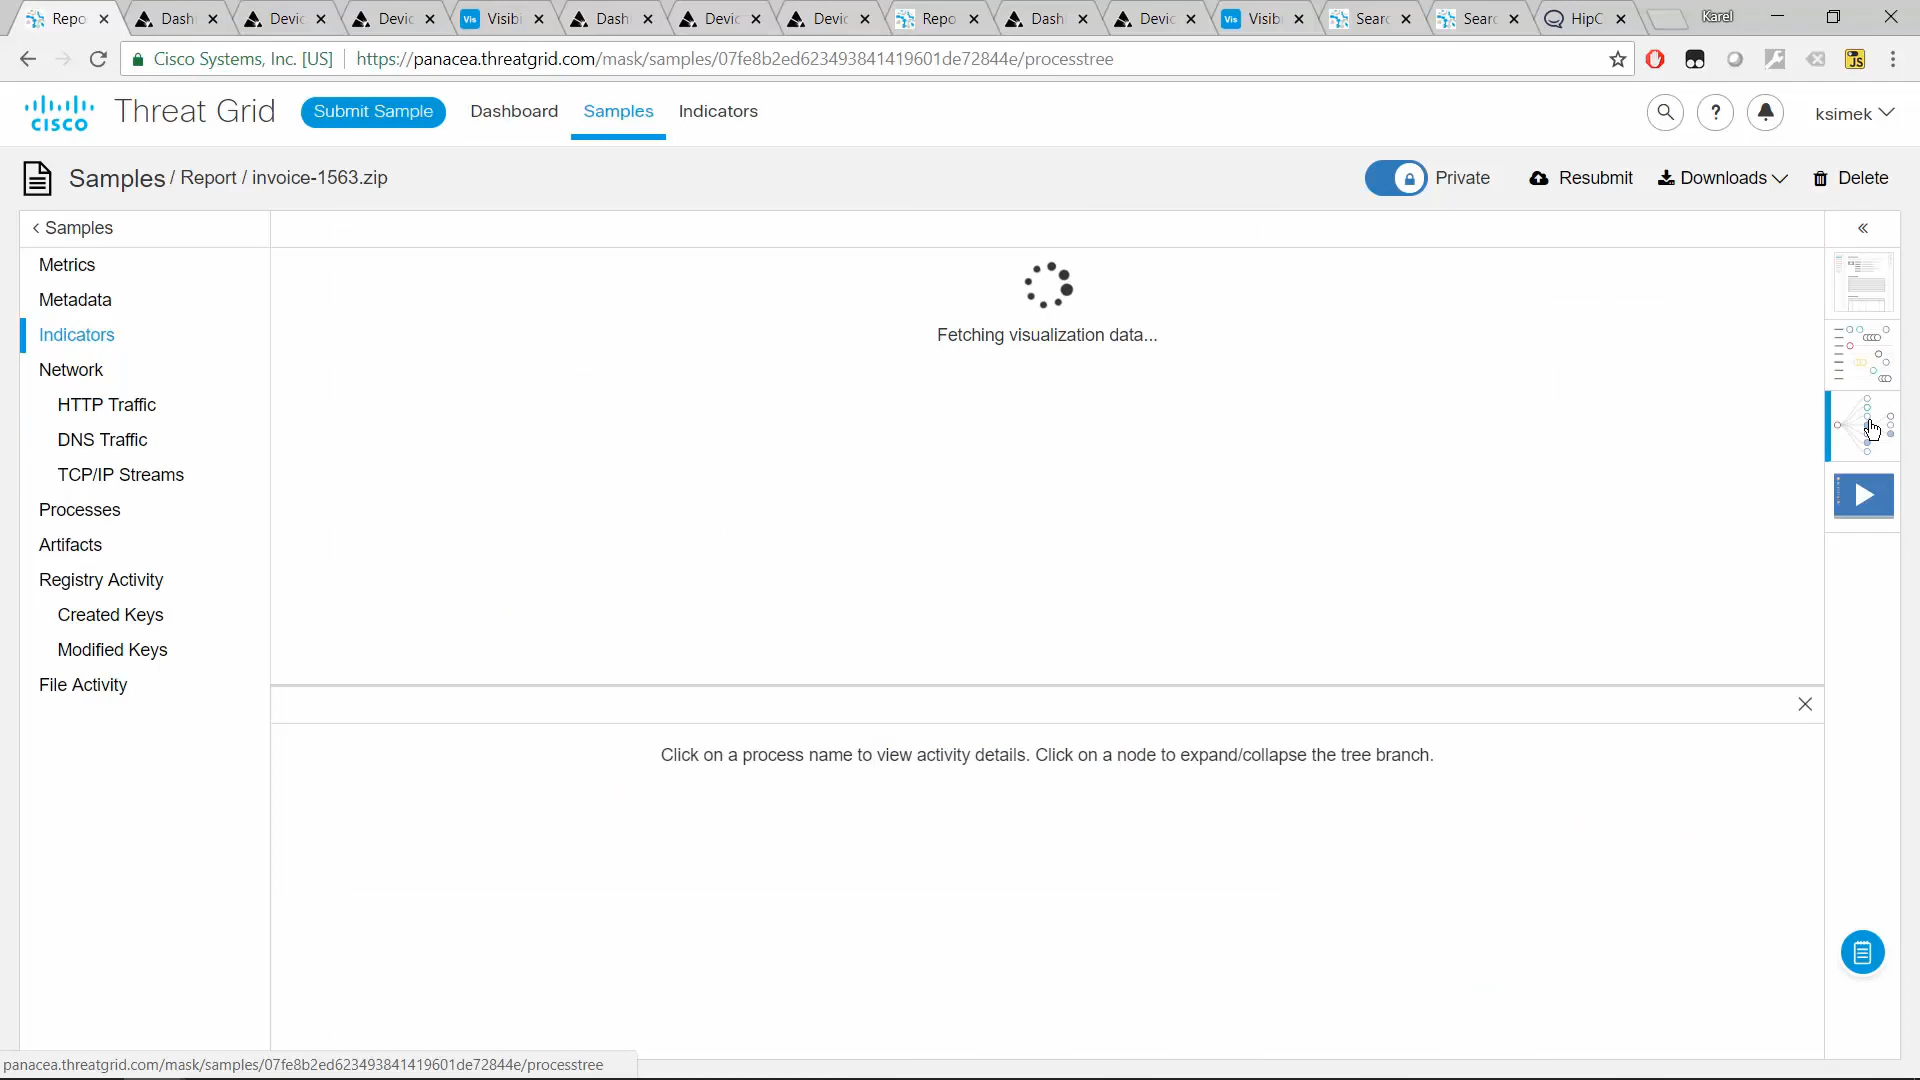 Repo
Dash
Devic
Devic
Vis Visibi
Dash
Devic
Devic
Repo
Dash
Devic
Vis Visib
Searc
Searc
HipC
Karel
Cisco Systems, Inc. [US] https://panacea.threatgrid.com/mask/samples/07fe8b2ed623493841419601de72844e/processtree
JS
cisco Threat Grid Submit Sample Dashboard Samples Indicators ? ksimek
Samples / Report / invoice-1563.zip Private Resubmit Downloads Delete
< Samples «
Metrics
Metadata
Indicators
Network
HTTP Traffic
DNS Traffic
TCP/IP Streams
Processes
Artifacts
Registry Activity
Created Keys
Modified Keys
File Activity
Fetching visualization data...
Click on a process name to view activity details. Click on a node to expand/collapse the tree branch.
panacea.threatgrid.com/mask/samples/07fe8b2ed623493841419601de72844e/processtree